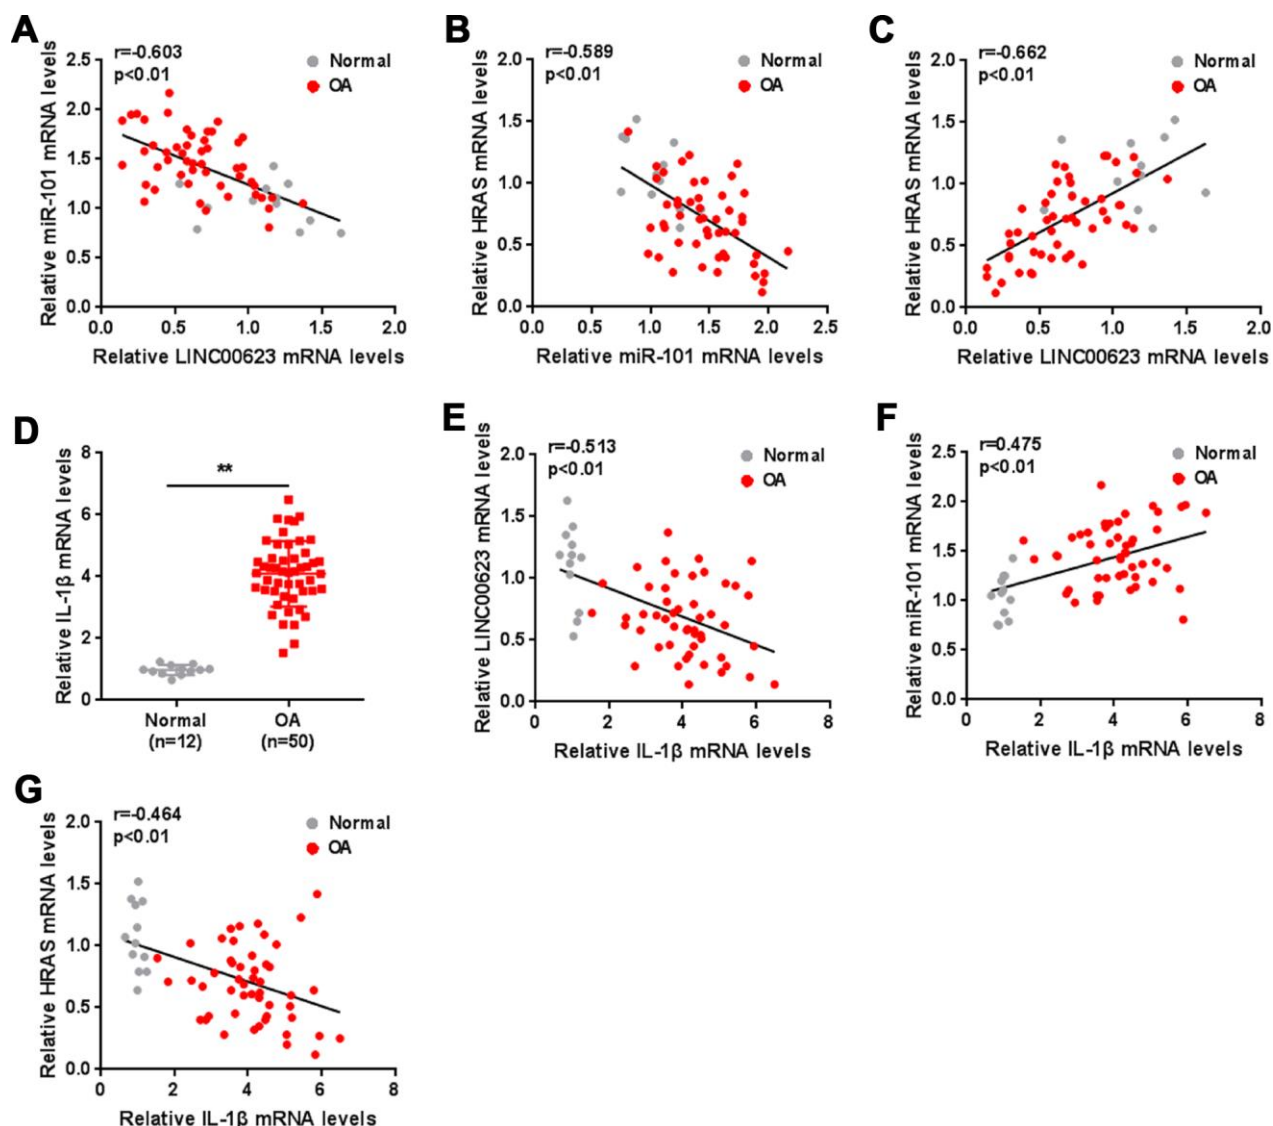 A
r=-0.603
p<0.01
Normal
OA
Relative miR-101 mRNA levels
2.5
2.0
1.5
1.0
0.5
0.0
0.0 0.5 1.0 1.5 2.0
Relative LINC00623 mRNA levels
B
r=-0.589
p<0.01
Normal
OA
Relative HRAS mRNA levels
2.0
1.5
1.0
0.5
0.0
0.0 0.5 1.0 1.5 2.0 2.5
Relative miR-101 mRNA levels
C
r=-0.662
p<0.01
Normal
OA
Relative HRAS mRNA levels
2.0
1.5
1.0
0.5
0.0
0.0 0.5 1.0 1.5 2.0
Relative LINC00623 mRNA levels
D
**
Relative IL-1β mRNA levels
8
6
4
2
0
Normal OA
(n=12) (n=50)
E
r=-0.513
p<0.01
Normal
OA
Relative LINC00623 mRNA levels
2.0
1.5
1.0
0.5
0.0
0 2 4 6 8
Relative IL-1β mRNA levels
F
r=0.475
p<0.01
Normal
OA
Relative miR-101 mRNA levels
2.5
2.0
1.5
1.0
0.5
0.0
0 2 4 6 8
Relative IL-1β mRNA levels
G
r=-0.464
p<0.01
Normal
OA
Relative HRAS mRNA levels
2.0
1.5
1.0
0.5
0.0
0 2 4 6 8
Relative IL-1β mRNA levels